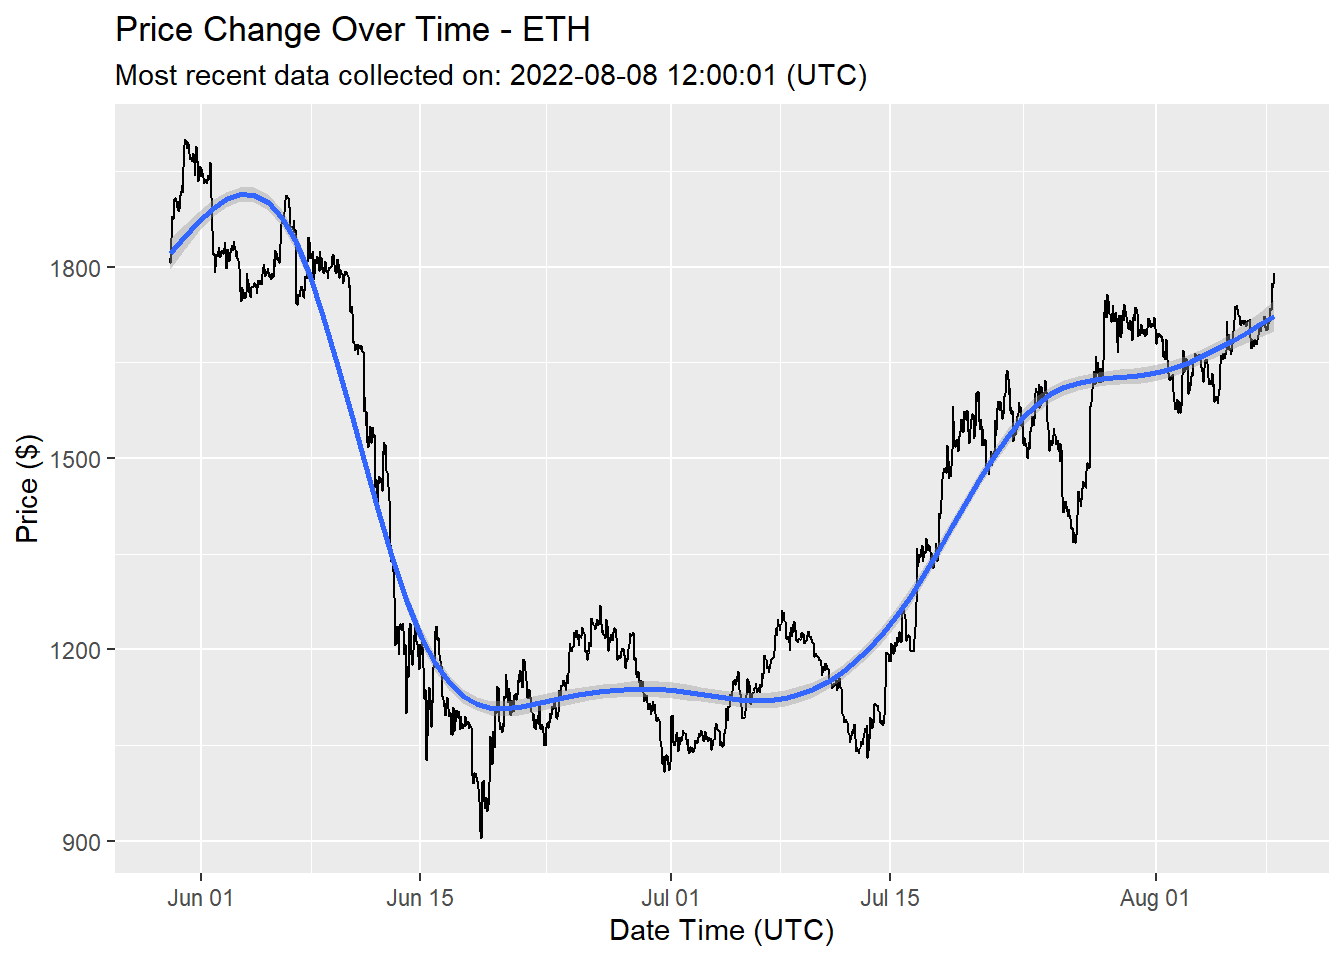 Price Change Over Time - ETH
Most recent data collected on: 2022-08-08 12:00:01 (UTC)
Price ($)
1800
1500
1200
900
Jun 01
Jun 15
Jul 01
Jul 15
Aug 01
Date Time (UTC)